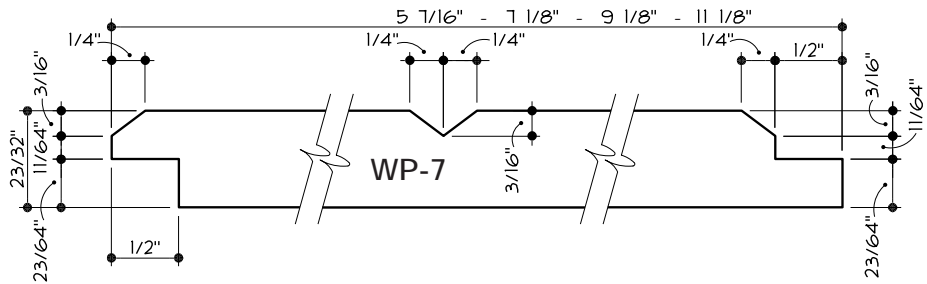 5 7/16" - 7 1/8" - 9 1/8" - 11 1/8"
1/4" 1/4" 1/4" 1/4" 1/2"
3/16" 3/16"
23/32" 11/64" 3/16" 11/64"
WP-7
23/64" 23/64"
1/2"